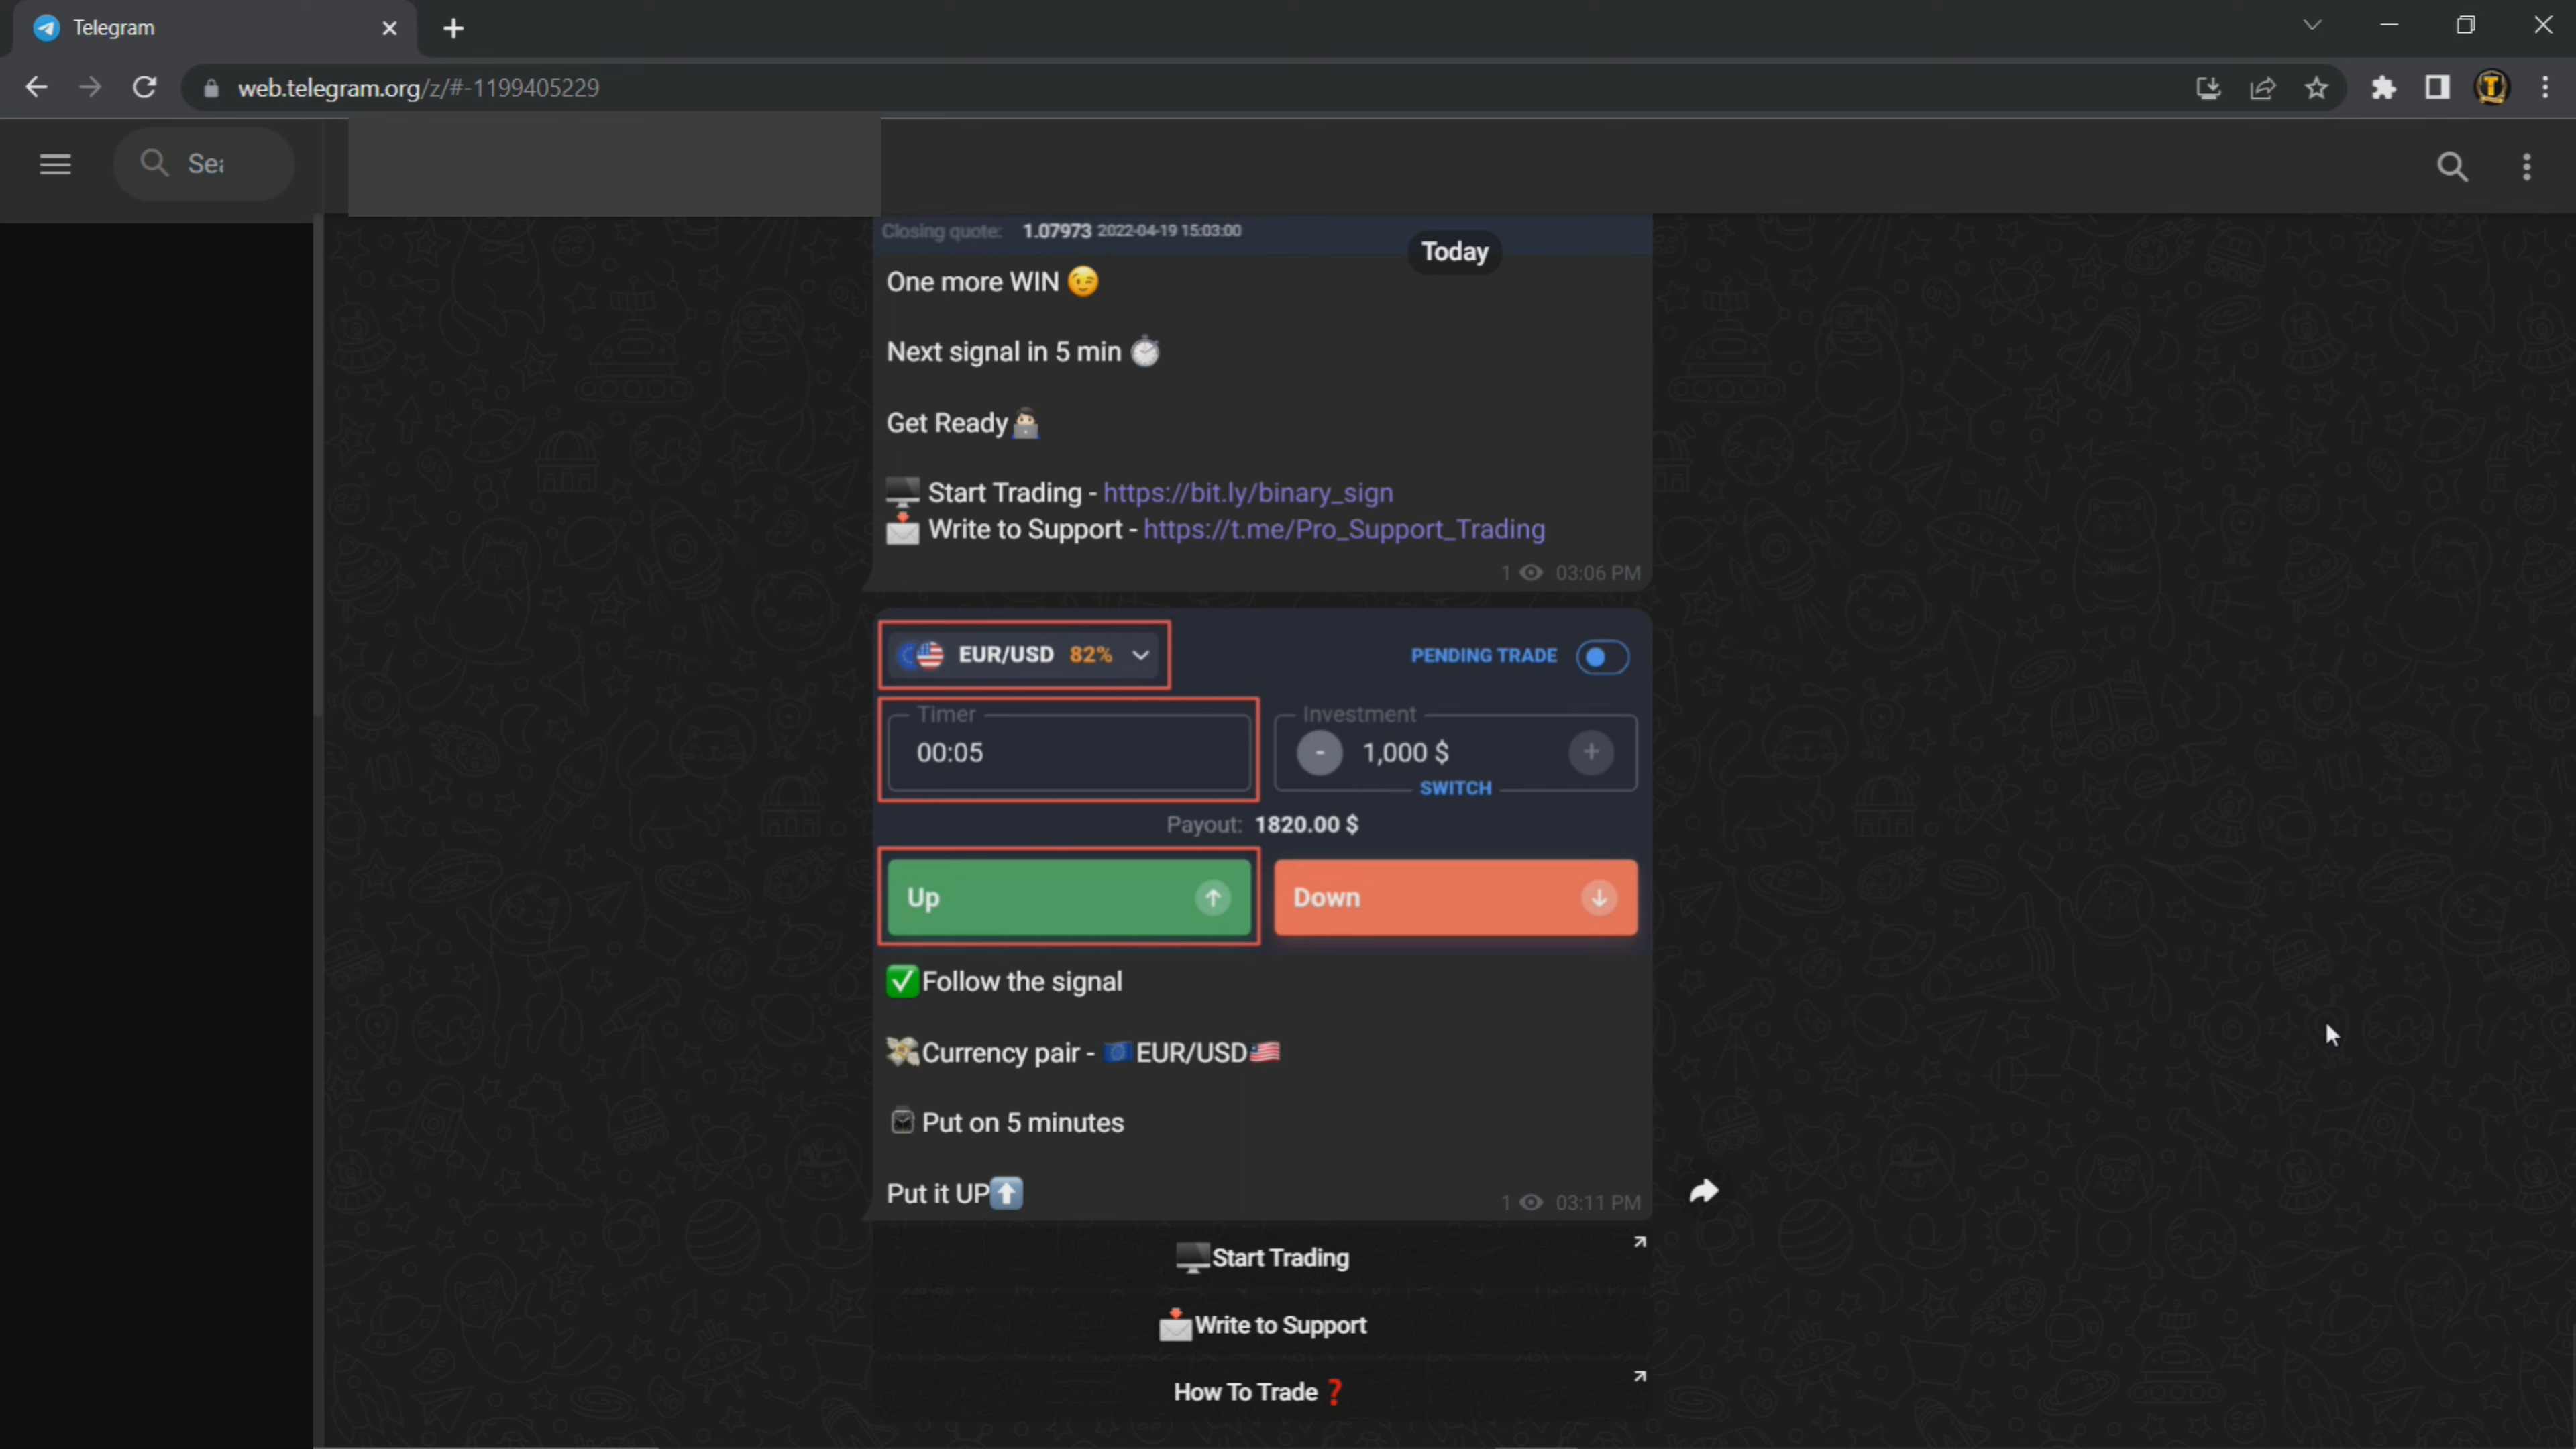 Telegram
web.telegram.org/z/#-1199405229
Closing quote: 1.07973 2022-04-19 15:03:00
Today
One more WIN 😉
Next signal in 5 min ⏱
Get Ready👨🏻‍💻
🖥 Start Trading - https://bit.ly/binary_sign
📩 Write to Support - https://t.me/Pro_Support_Trading
1 03:06 PM
EUR/USD 82%
PENDING TRADE
Timer
Investment
00:05
- 1,000 $ +
SWITCH
Payout: 1820.00 $
Up
Down
✅Follow the signal
💸Currency pair - 🇪🇺EUR/USD🇺🇸
Put on 5 minutes
Put it UP⬆️
1 03:11 PM
🖥Start Trading
📩Write to Support
How To Trade❓